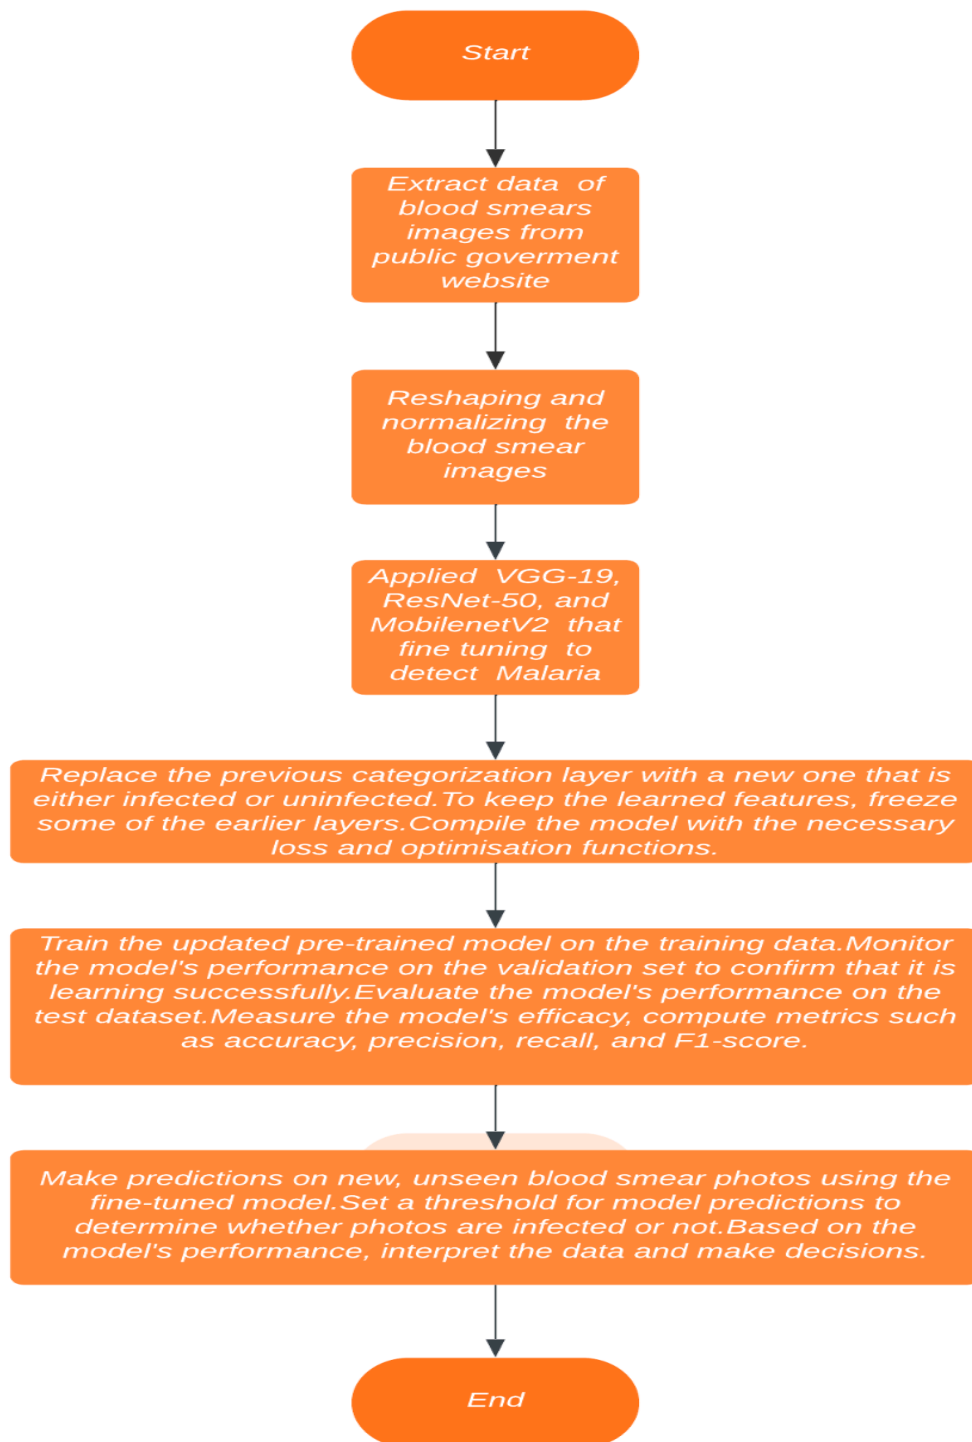 Start
Extract data of
blood smears
images from
public goverment
website
Reshaping and
normalizing the
blood smear
images
Applied VGG-19,
ResNet-50, and
MobilenetV2 that
fine tuning to
detect Malaria
Replace the previous categorization layer with a new one that is
either infected or uninfected.To keep the learned features, freeze
some of the earlier layers.Compile the model with the necessary
loss and optimisation functions.
Train the updated pre-trained model on the training data.Monitor
the model's performance on the validation set to confirm that it is
learning successfully.Evaluate the model's performance on the
test dataset.Measure the model's efficacy, compute metrics such
as accuracy, precision, recall, and F1-score.
Make predictions on new, unseen blood smear photos using the
fine-tuned model.Set a threshold for model predictions to
determine whether photos are infected or not.Based on the
model's performance, interpret the data and make decisions.
End